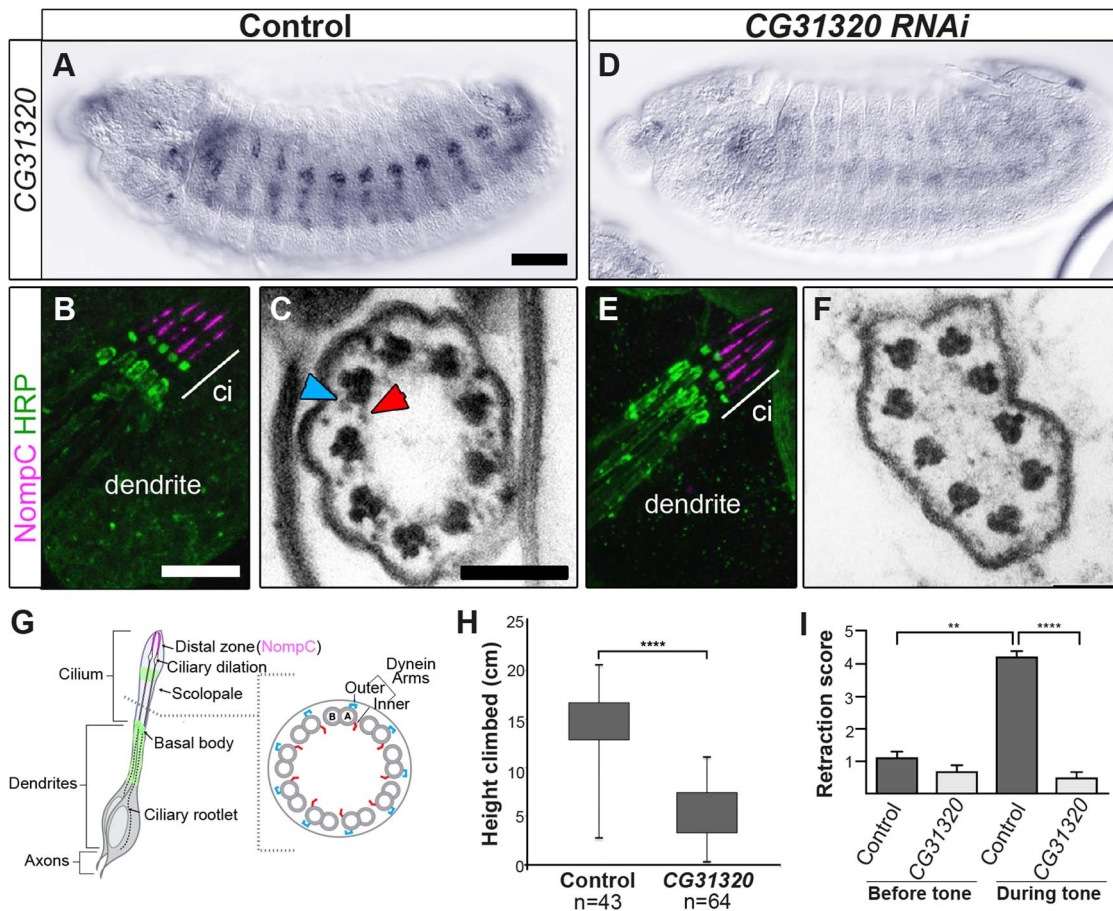 Control
CG31320 RNAi
CG31320
A
D
NompC HRP
B
ci
dendrite
C
E
ci
dendrite
F
G
Cilium
Distal zone(NompC)
Ciliary dilation
Scolopale
Basal body
Dendrites
Ciliary rootlet
Axons
Dynein
Arms
Outer
Inner
B A
H
Height climbed (cm)
25
20
15
10
5
0
****
Control
n=43
CG31320
n=64
I
Retraction score
5
4
3
2
1
**
****
Control
CG31320
Control
CG31320
Before tone
During tone